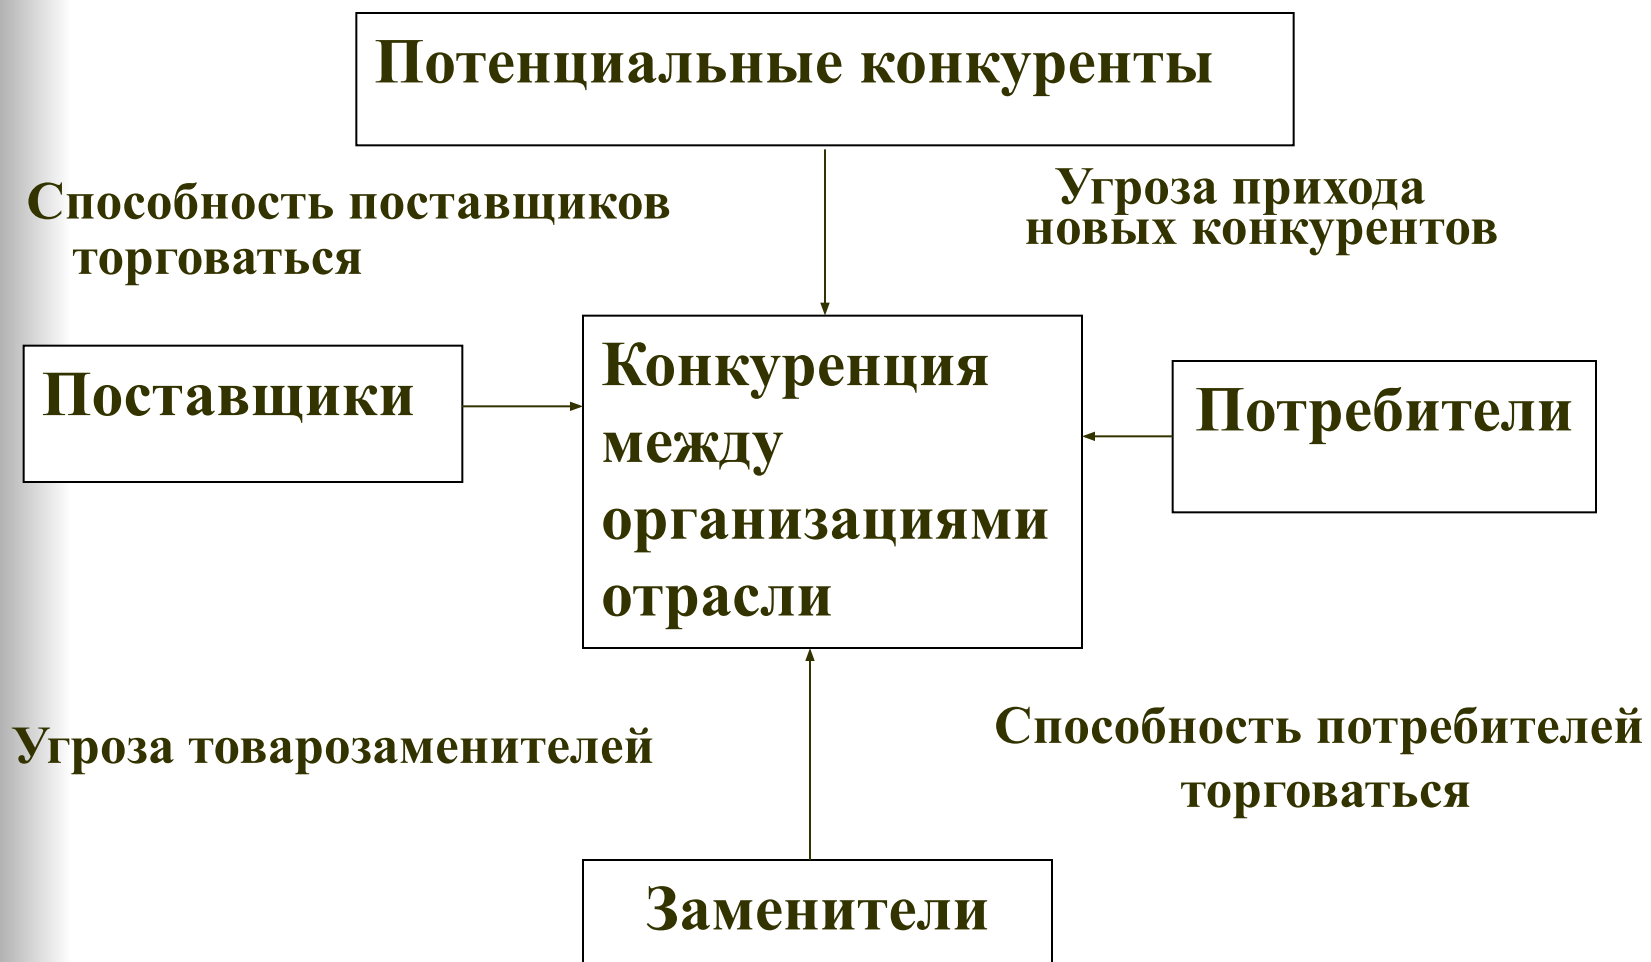 Потенциальные конкуренты
Способность поставщиков
торговаться
Угроза прихода
новых конкурентов
Поставщики
Конкуренция
между
организациями
отрасли
Потребители
Угроза товарозаменителей
Способность потребителей
торговаться
Заменители